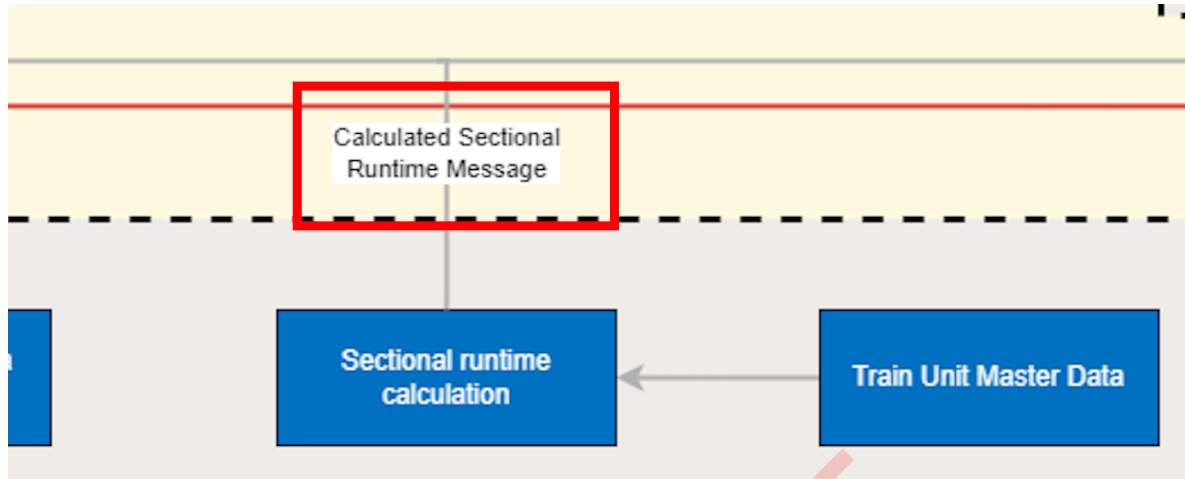 Calculated Sectional
Runtime Message
Sectional runtime
calculation
Train Unit Master Data